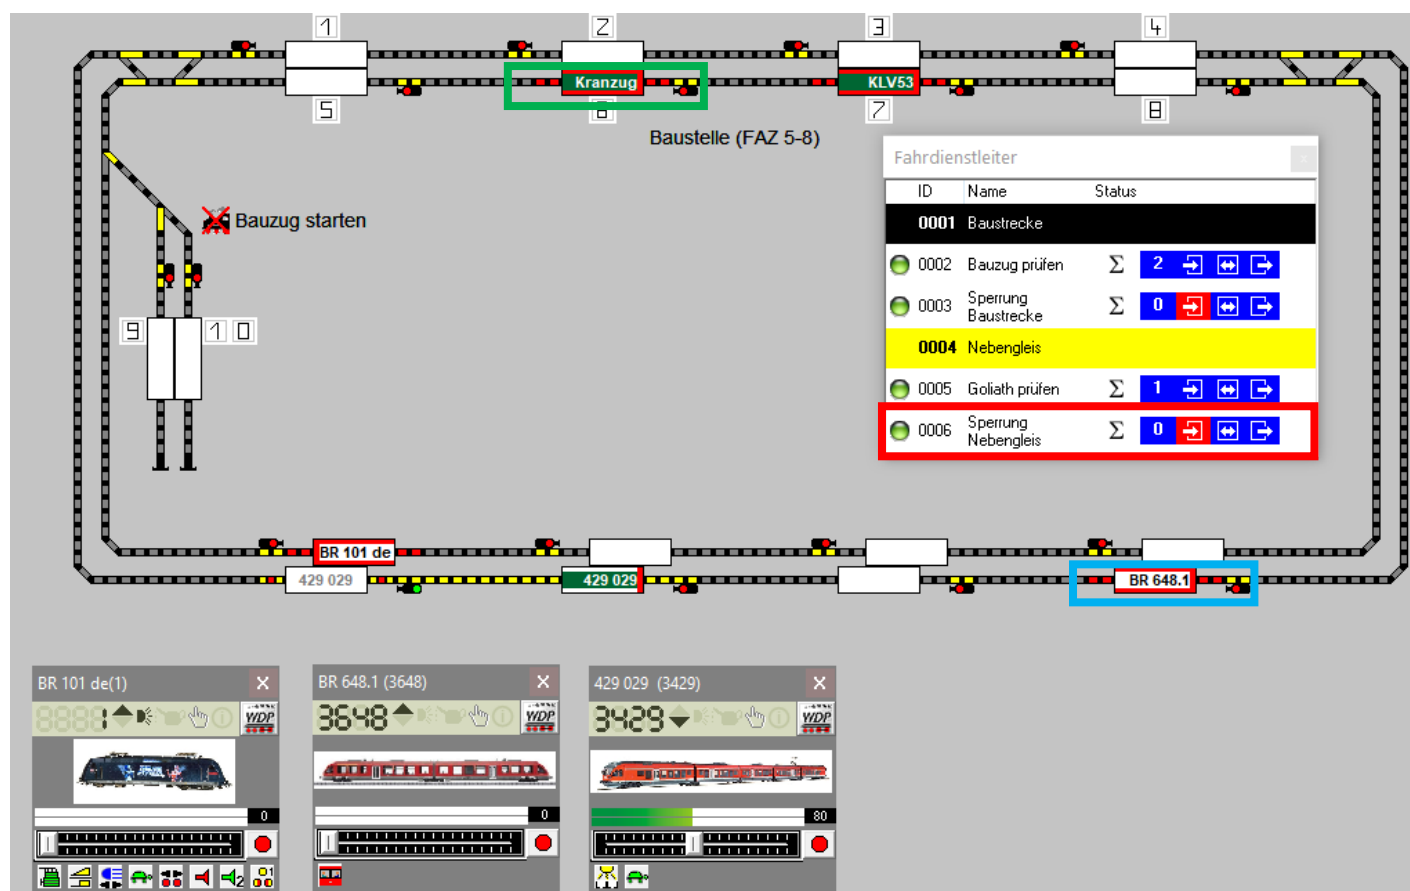 1
2
3
4
Kranzug
KLV53
5
6
7
8
Baustelle (FAZ 5-8)
Fahrdienstleiter
ID Name Status
0001 Baustrecke
0002 Bauzug prüfen Σ 2
0003 Sperrung Baustrecke Σ 0
0004 Nebengleis
0005 Goliath prüfen Σ 1
0006 Sperrung Nebengleis Σ 0
Bauzug starten
9
10
BR 101 de
429 029
429 029
BR 648.1
BR 101 de(1)
BR 648.1 (3648)
429 029 (3429)
1
WDP
3648
WDP
3429
WDP
0
0
80